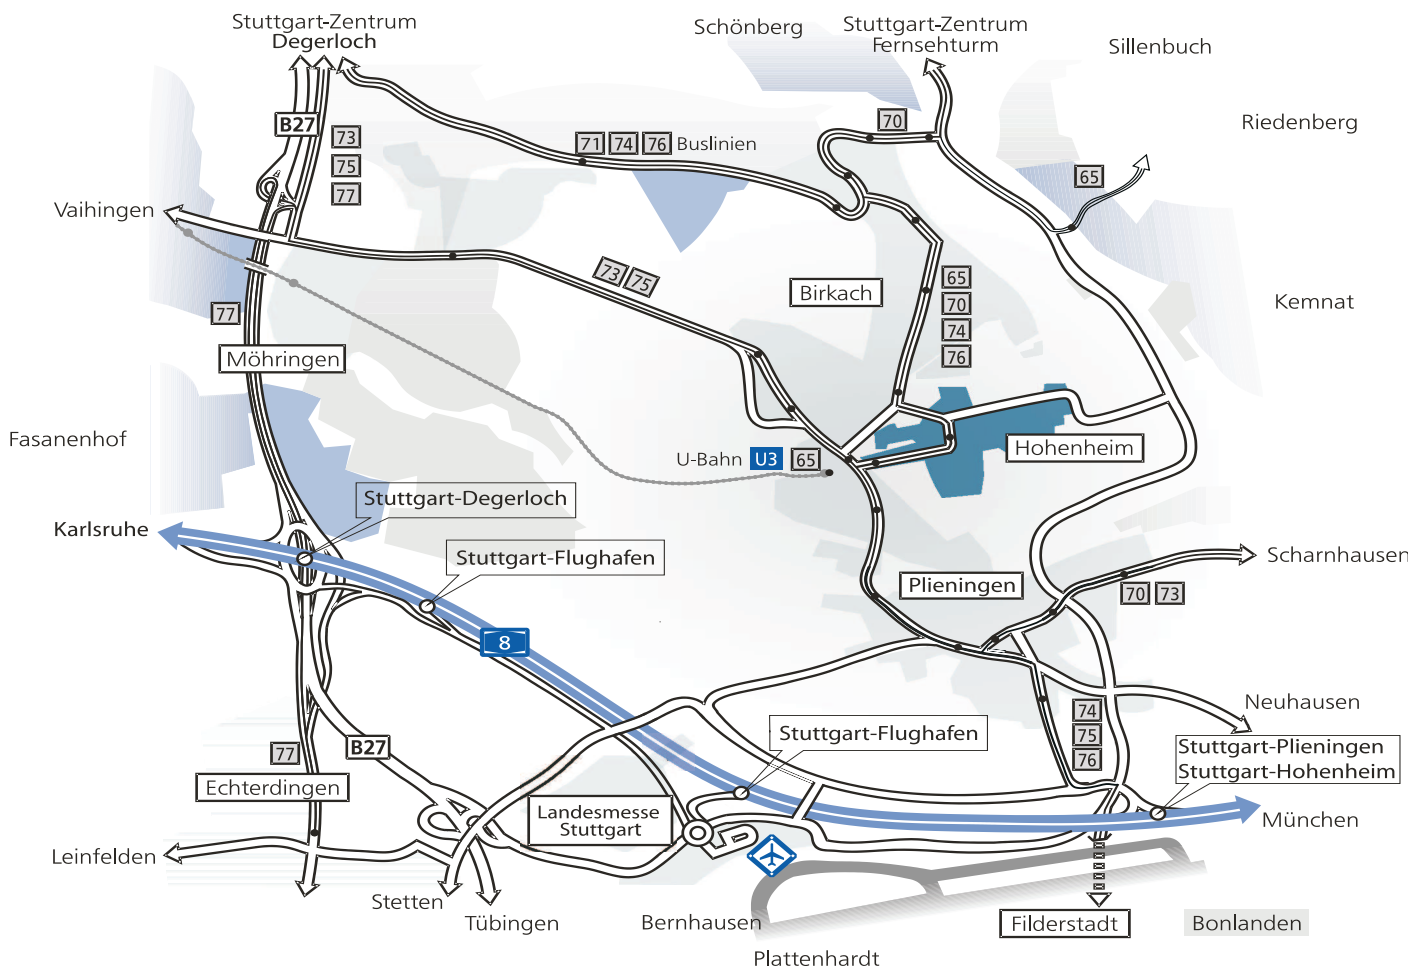 Stuttgart-Zentrum
Degerloch
Schönberg
Stuttgart-Zentrum
Fernsehturm
Sillenbuch
Riedenberg
B27
73
75
77
71 74 76 Buslinien
70
65
Vaihingen
73 75
Birkach
65
70
74
76
Kemnat
77
Möhringen
Fasanenhof
U-Bahn U3 65
Hohenheim
Stuttgart-Degerloch
Karlsruhe
Stuttgart-Flughafen
Scharnhausen
Plieningen
70 73
8
Neuhausen
74
75
76
Stuttgart-Flughafen
Stuttgart-Plieningen
Stuttgart-Hohenheim
77
B27
Echterdingen
Landesmesse
Stuttgart
München
Leinfelden
Stetten
Tübingen
Bernhausen
Filderstadt
Bonlanden
Plattenhardt